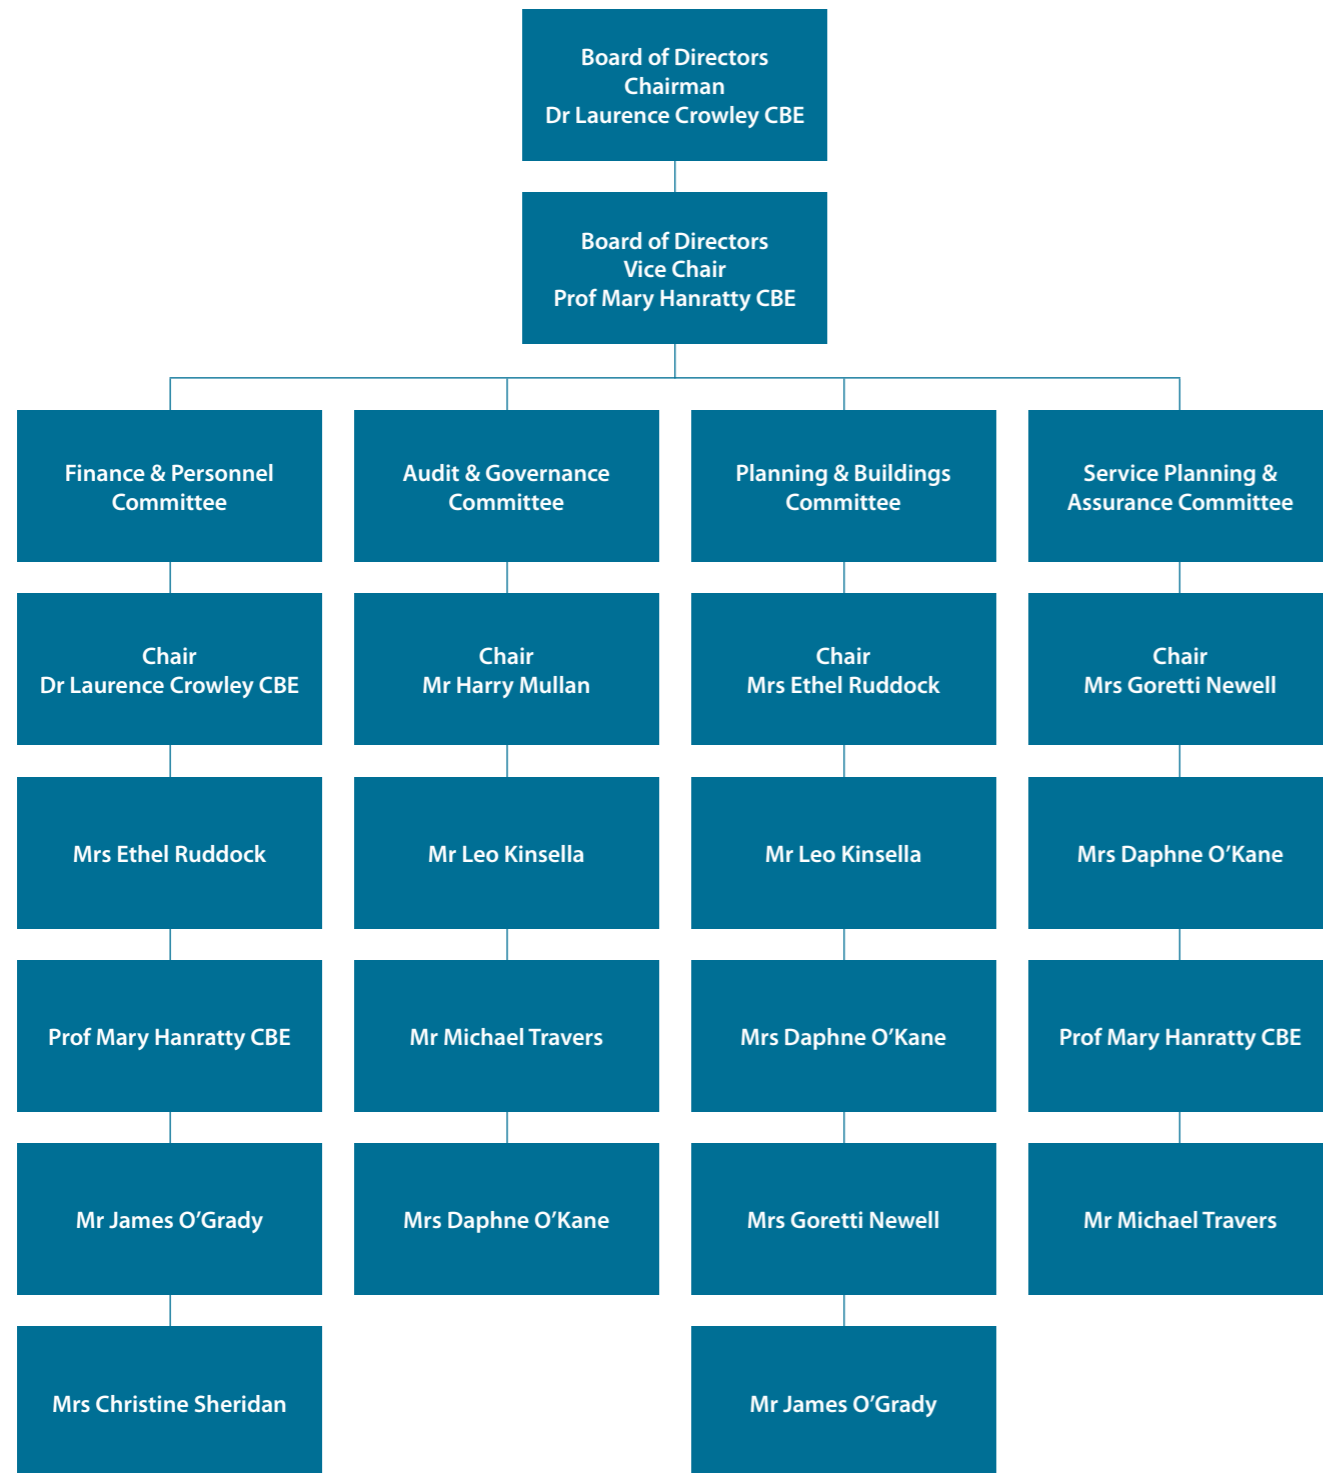 Board of Directors
Chairman
Dr Laurence Crowley CBE
Board of Directors
Vice Chair
Prof Mary Hanratty CBE
Finance & Personnel
Committee
Audit & Governance
Committee
Planning & Buildings
Committee
Service Planning &
Assurance Committee
Chair
Dr Laurence Crowley CBE
Chair
Mr Harry Mullan
Chair
Mrs Ethel Ruddock
Chair
Mrs Goretti Newell
Mrs Ethel Ruddock
Mr Leo Kinsella
Mr Leo Kinsella
Mrs Daphne O’Kane
Prof Mary Hanratty CBE
Mr Michael Travers
Mrs Daphne O’Kane
Prof Mary Hanratty CBE
Mr James O’Grady
Mrs Daphne O’Kane
Mrs Goretti Newell
Mr Michael Travers
Mrs Christine Sheridan
Mr James O’Grady